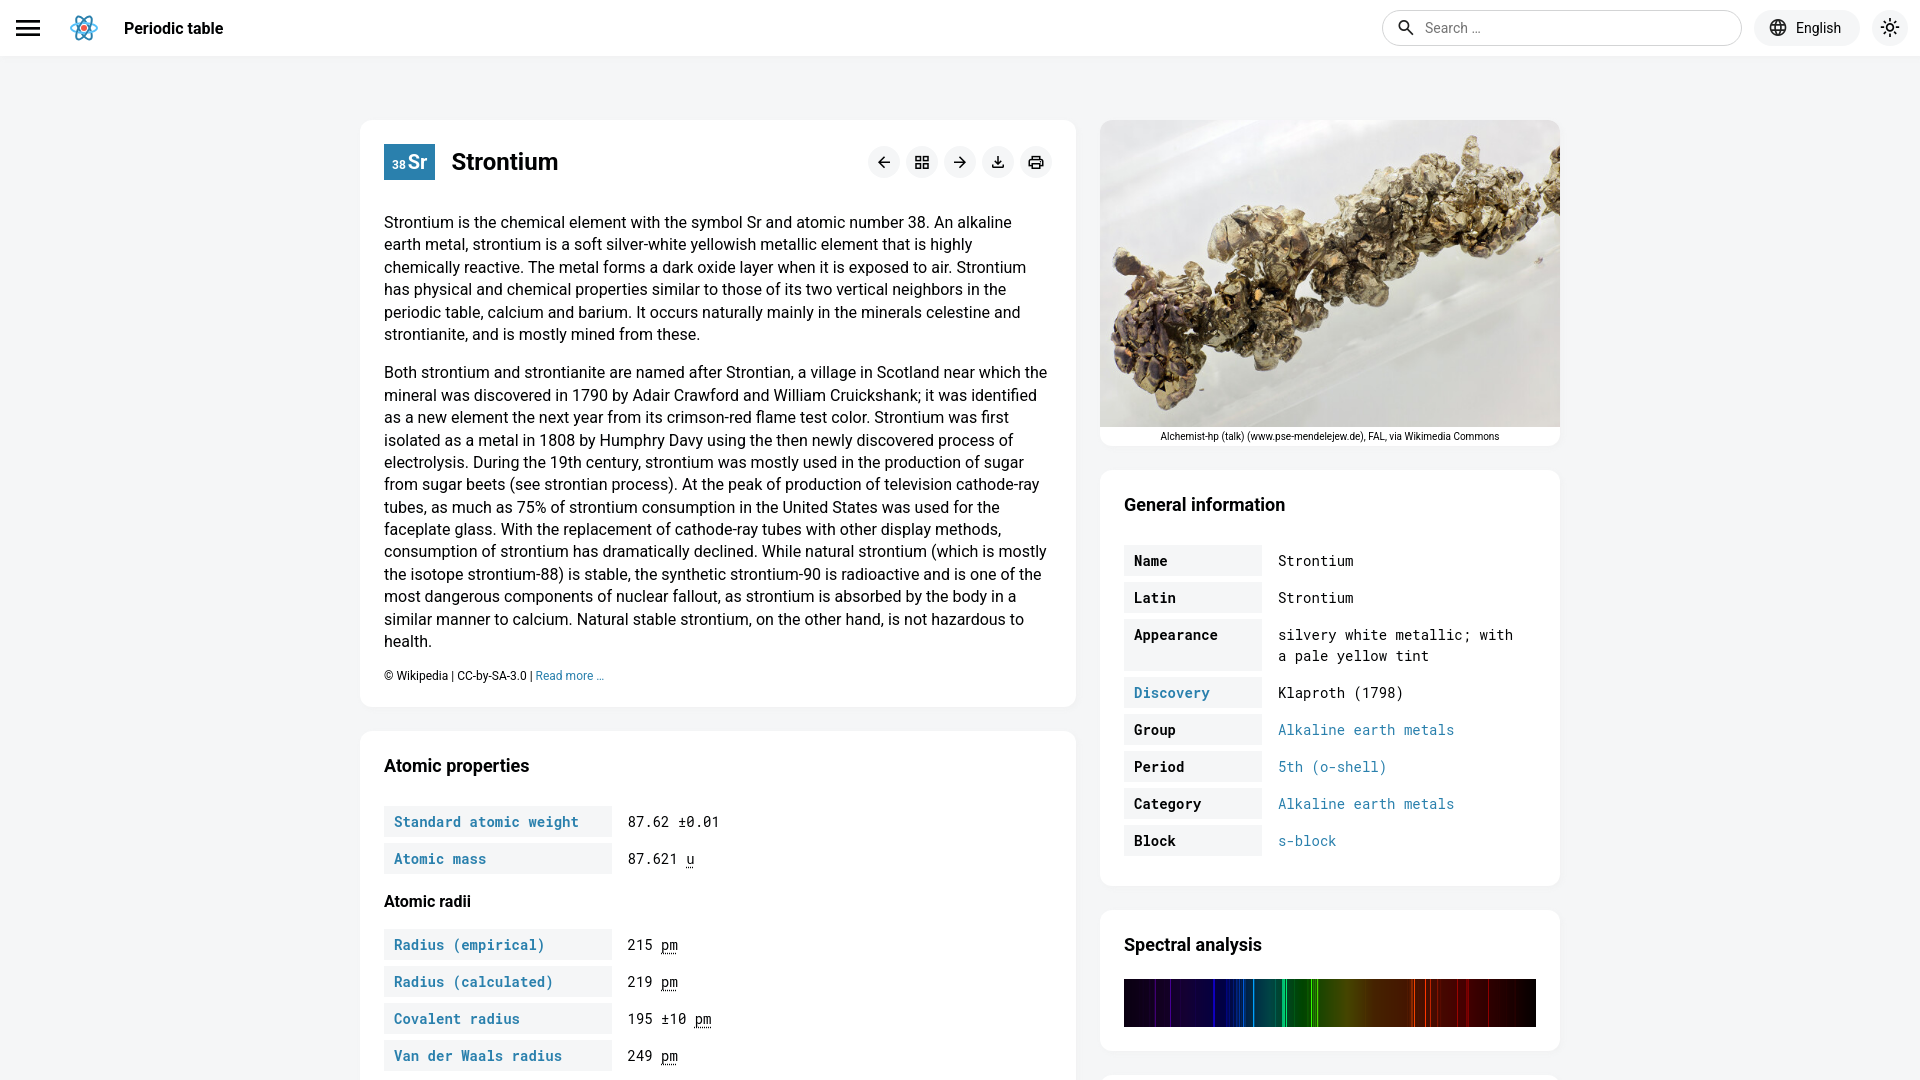 Periodic table
Search ...
English
38 Sr
Strontium
Strontium is the chemical element with the symbol Sr and atomic number 38. An alkaline
earth metal, strontium is a soft silver-white yellowish metallic element that is highly
chemically reactive. The metal forms a dark oxide layer when it is exposed to air. Strontium
has physical and chemical properties similar to those of its two vertical neighbors in the
periodic table, calcium and barium. It occurs naturally mainly in the minerals celestine and
strontianite, and is mostly mined from these.
Both strontium and strontianite are named after Strontian, a village in Scotland near which the
mineral was discovered in 1790 by Adair Crawford and William Cruickshank; it was identified
as a new element the next year from its crimson-red flame test color. Strontium was first
isolated as a metal in 1808 by Humphry Davy using the then newly discovered process of
electrolysis. During the 19th century, strontium was mostly used in the production of sugar
from sugar beets (see strontian process). At the peak of production of television cathode-ray
tubes, as much as 75% of strontium consumption in the United States was used for the
faceplate glass. With the replacement of cathode-ray tubes with other display methods,
consumption of strontium has dramatically declined. While natural strontium (which is mostly
the isotope strontium-88) is stable, the synthetic strontium-90 is radioactive and is one of the
most dangerous components of nuclear fallout, as strontium is absorbed by the body in a
similar manner to calcium. Natural stable strontium, on the other hand, is not hazardous to
health.
© Wikipedia | CC-by-SA-3.0 | Read more ...
Atomic properties
Standard atomic weight 87.62 ±0.01
Atomic mass 87.621 u
Atomic radii
Radius (empirical) 215 pm
Radius (calculated) 219 pm
Covalent radius 195 ±10 pm
Van der Waals radius 249 pm
Alchemist-hp (talk) (www.pse-mendelejew.de), FAL, via Wikimedia Commons
General information
Name Strontium
Latin Strontium
Appearance silvery white metallic; with
a pale yellow tint
Discovery Klaproth (1798)
Group Alkaline earth metals
Period 5th (o-shell)
Category Alkaline earth metals
Block s-block
Spectral analysis